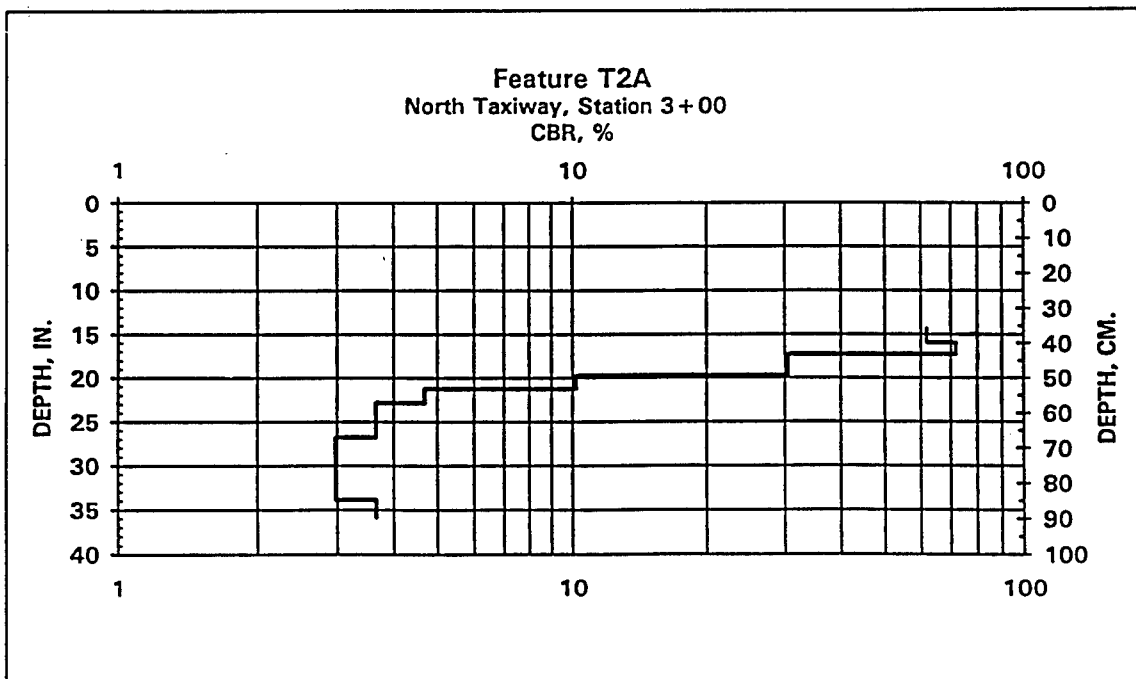 Feature T2A
North Taxiway, Station 3+00
CBR, %
1 10 100
0 0
5 10
10 20
15 30
20 40
25 50
30 60
35 70
40 80
90
100
DEPTH, IN.
DEPTH, CM.
1 10 100